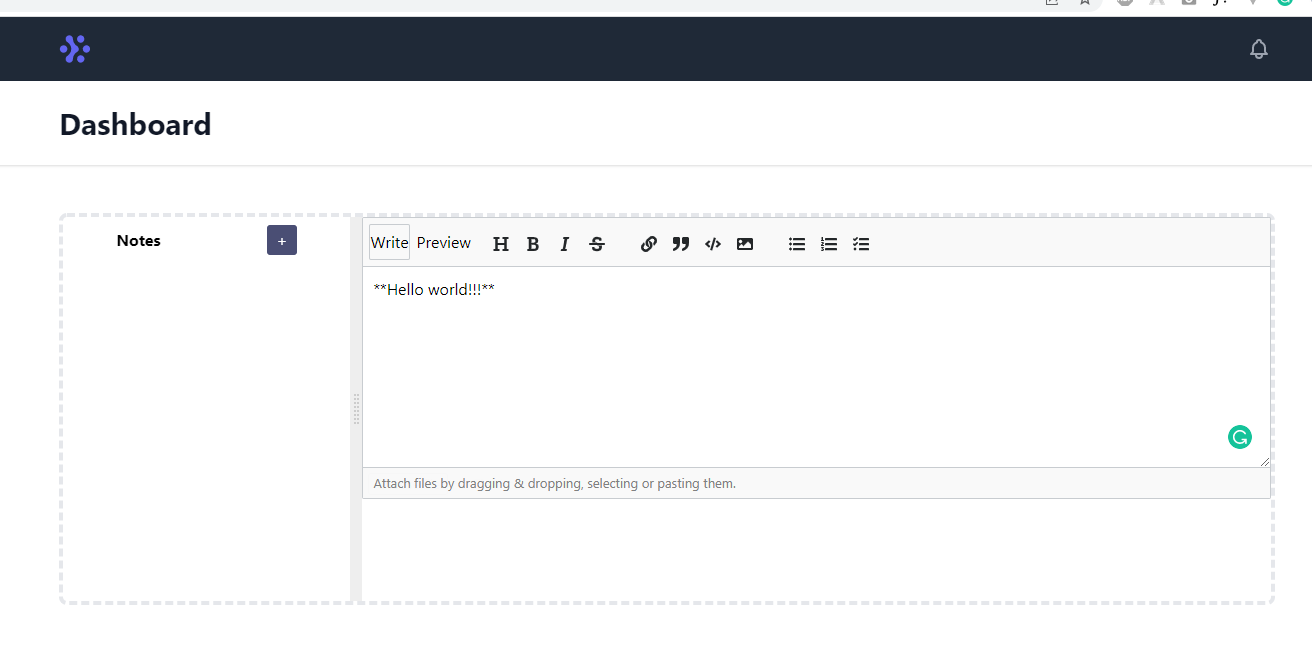 Dashboard
Notes +
Write Preview H B I S
**Hello world!!!**
Attach files by dragging & dropping, selecting or pasting them.